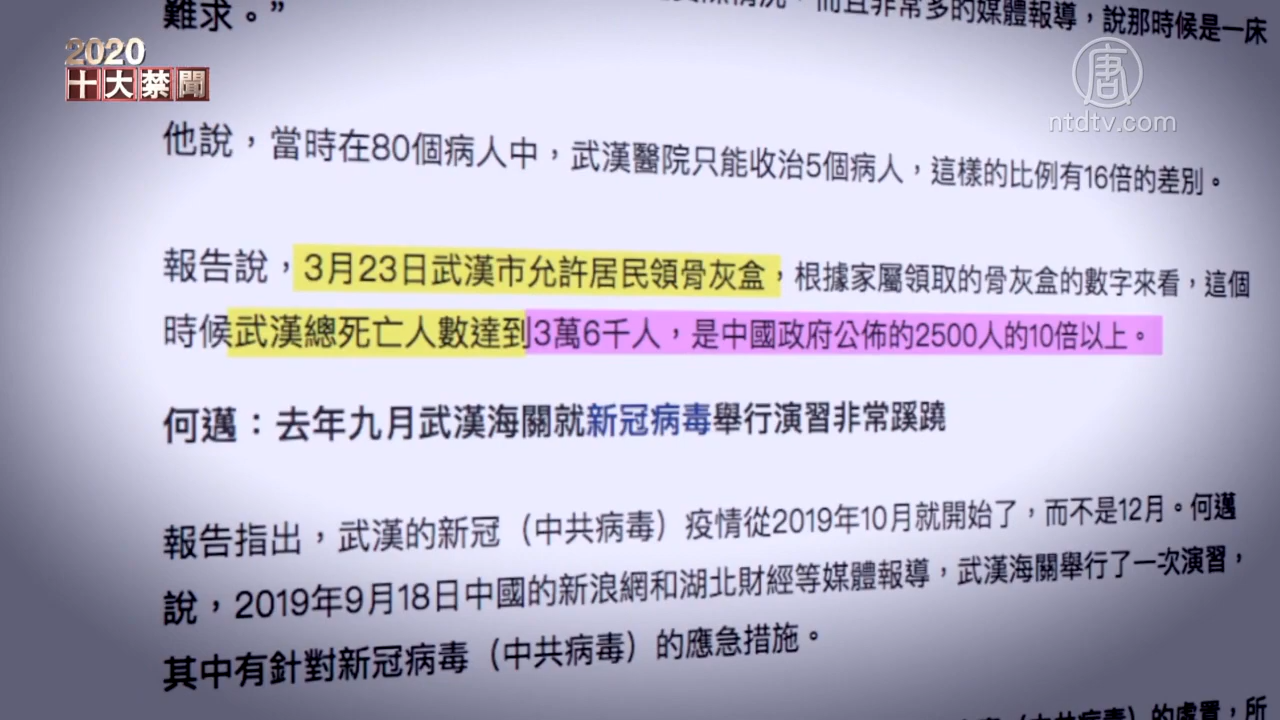 2020
十大禁聞
唐
ntdtv.com
難求。”
而且非常多的媒體報導，說那時候是一床
他說，當時在80個病人中，武漢醫院只能收治5個病人，這樣的比例有16倍的差別。
報告說，3月23日武漢市允許居民領骨灰盒，根據家屬領取的骨灰盒的數字來看，這個
時候武漢總死亡人數達到3萬6千人，是中國政府公佈的2500人的10倍以上。
何邁：去年九月武漢海關就新冠病毒舉行演習非常蹊蹺
報告指出，武漢的新冠（中共病毒）疫情從2019年10月就開始了，而不是12月。何邁
說，2019年9月18日中國的新浪網和湖北財經等媒體報導，武漢海關舉行了一次演習，
其中有針對新冠病毒（中共病毒）的應急措施。
（中共病毒）的處置，所